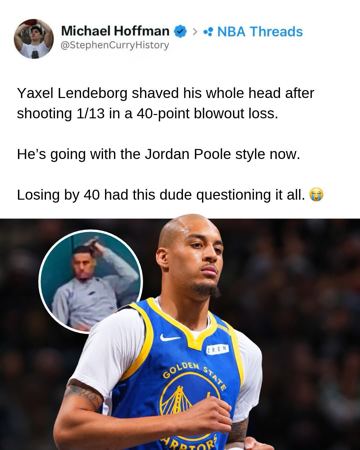 Michael Hoffman > NBA Threads
@StephenCurryHistory
Yaxel Lendeborg shaved his whole head after
shooting 1/13 in a 40-point blowout loss.
He’s going with the Jordan Poole style now.
Losing by 40 had this dude questioning it all. 😭
GOLDEN STATE
WARRIORS